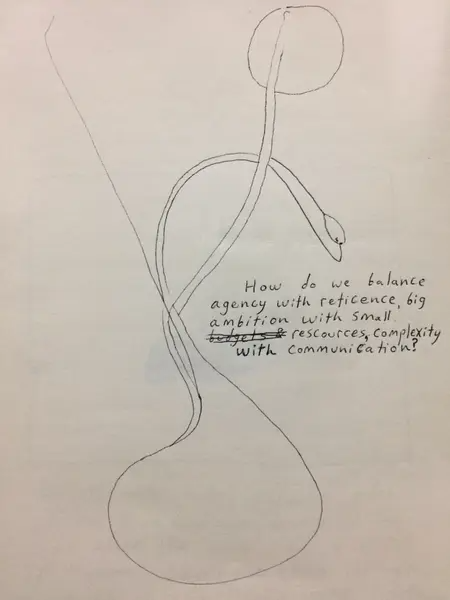 How do we balance
agency with reticence, big
ambition with small
budgets & rescources, complexity
with communication?